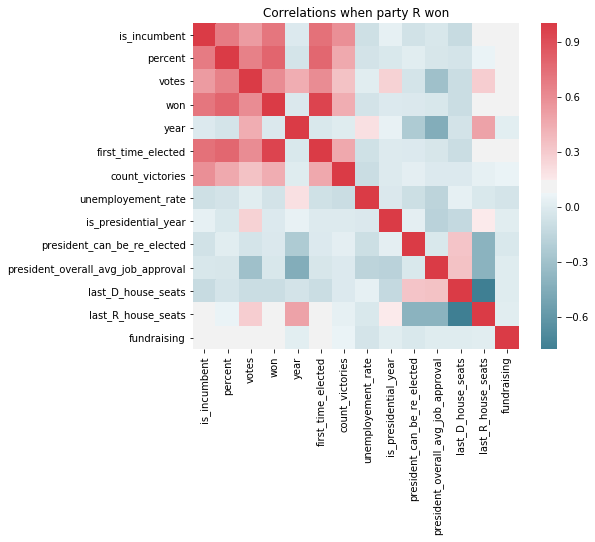 Correlations when party R won
is_incumbent
percent
votes
won
year
first_time_elected
count_victories
unemployement_rate
is_presidential_year
president_can_be_re_elected
president_overall_avg_job_approval
last_D_house_seats
last_R_house_seats
fundraising
is_incumbent
percent
votes
won
year
first_time_elected
count_victories
unemployement_rate
is_presidential_year
president_can_be_re_elected
president_overall_avg_job_approval
last_D_house_seats
last_R_house_seats
fundraising
0.9
0.6
0.3
0.0
−0.3
−0.6